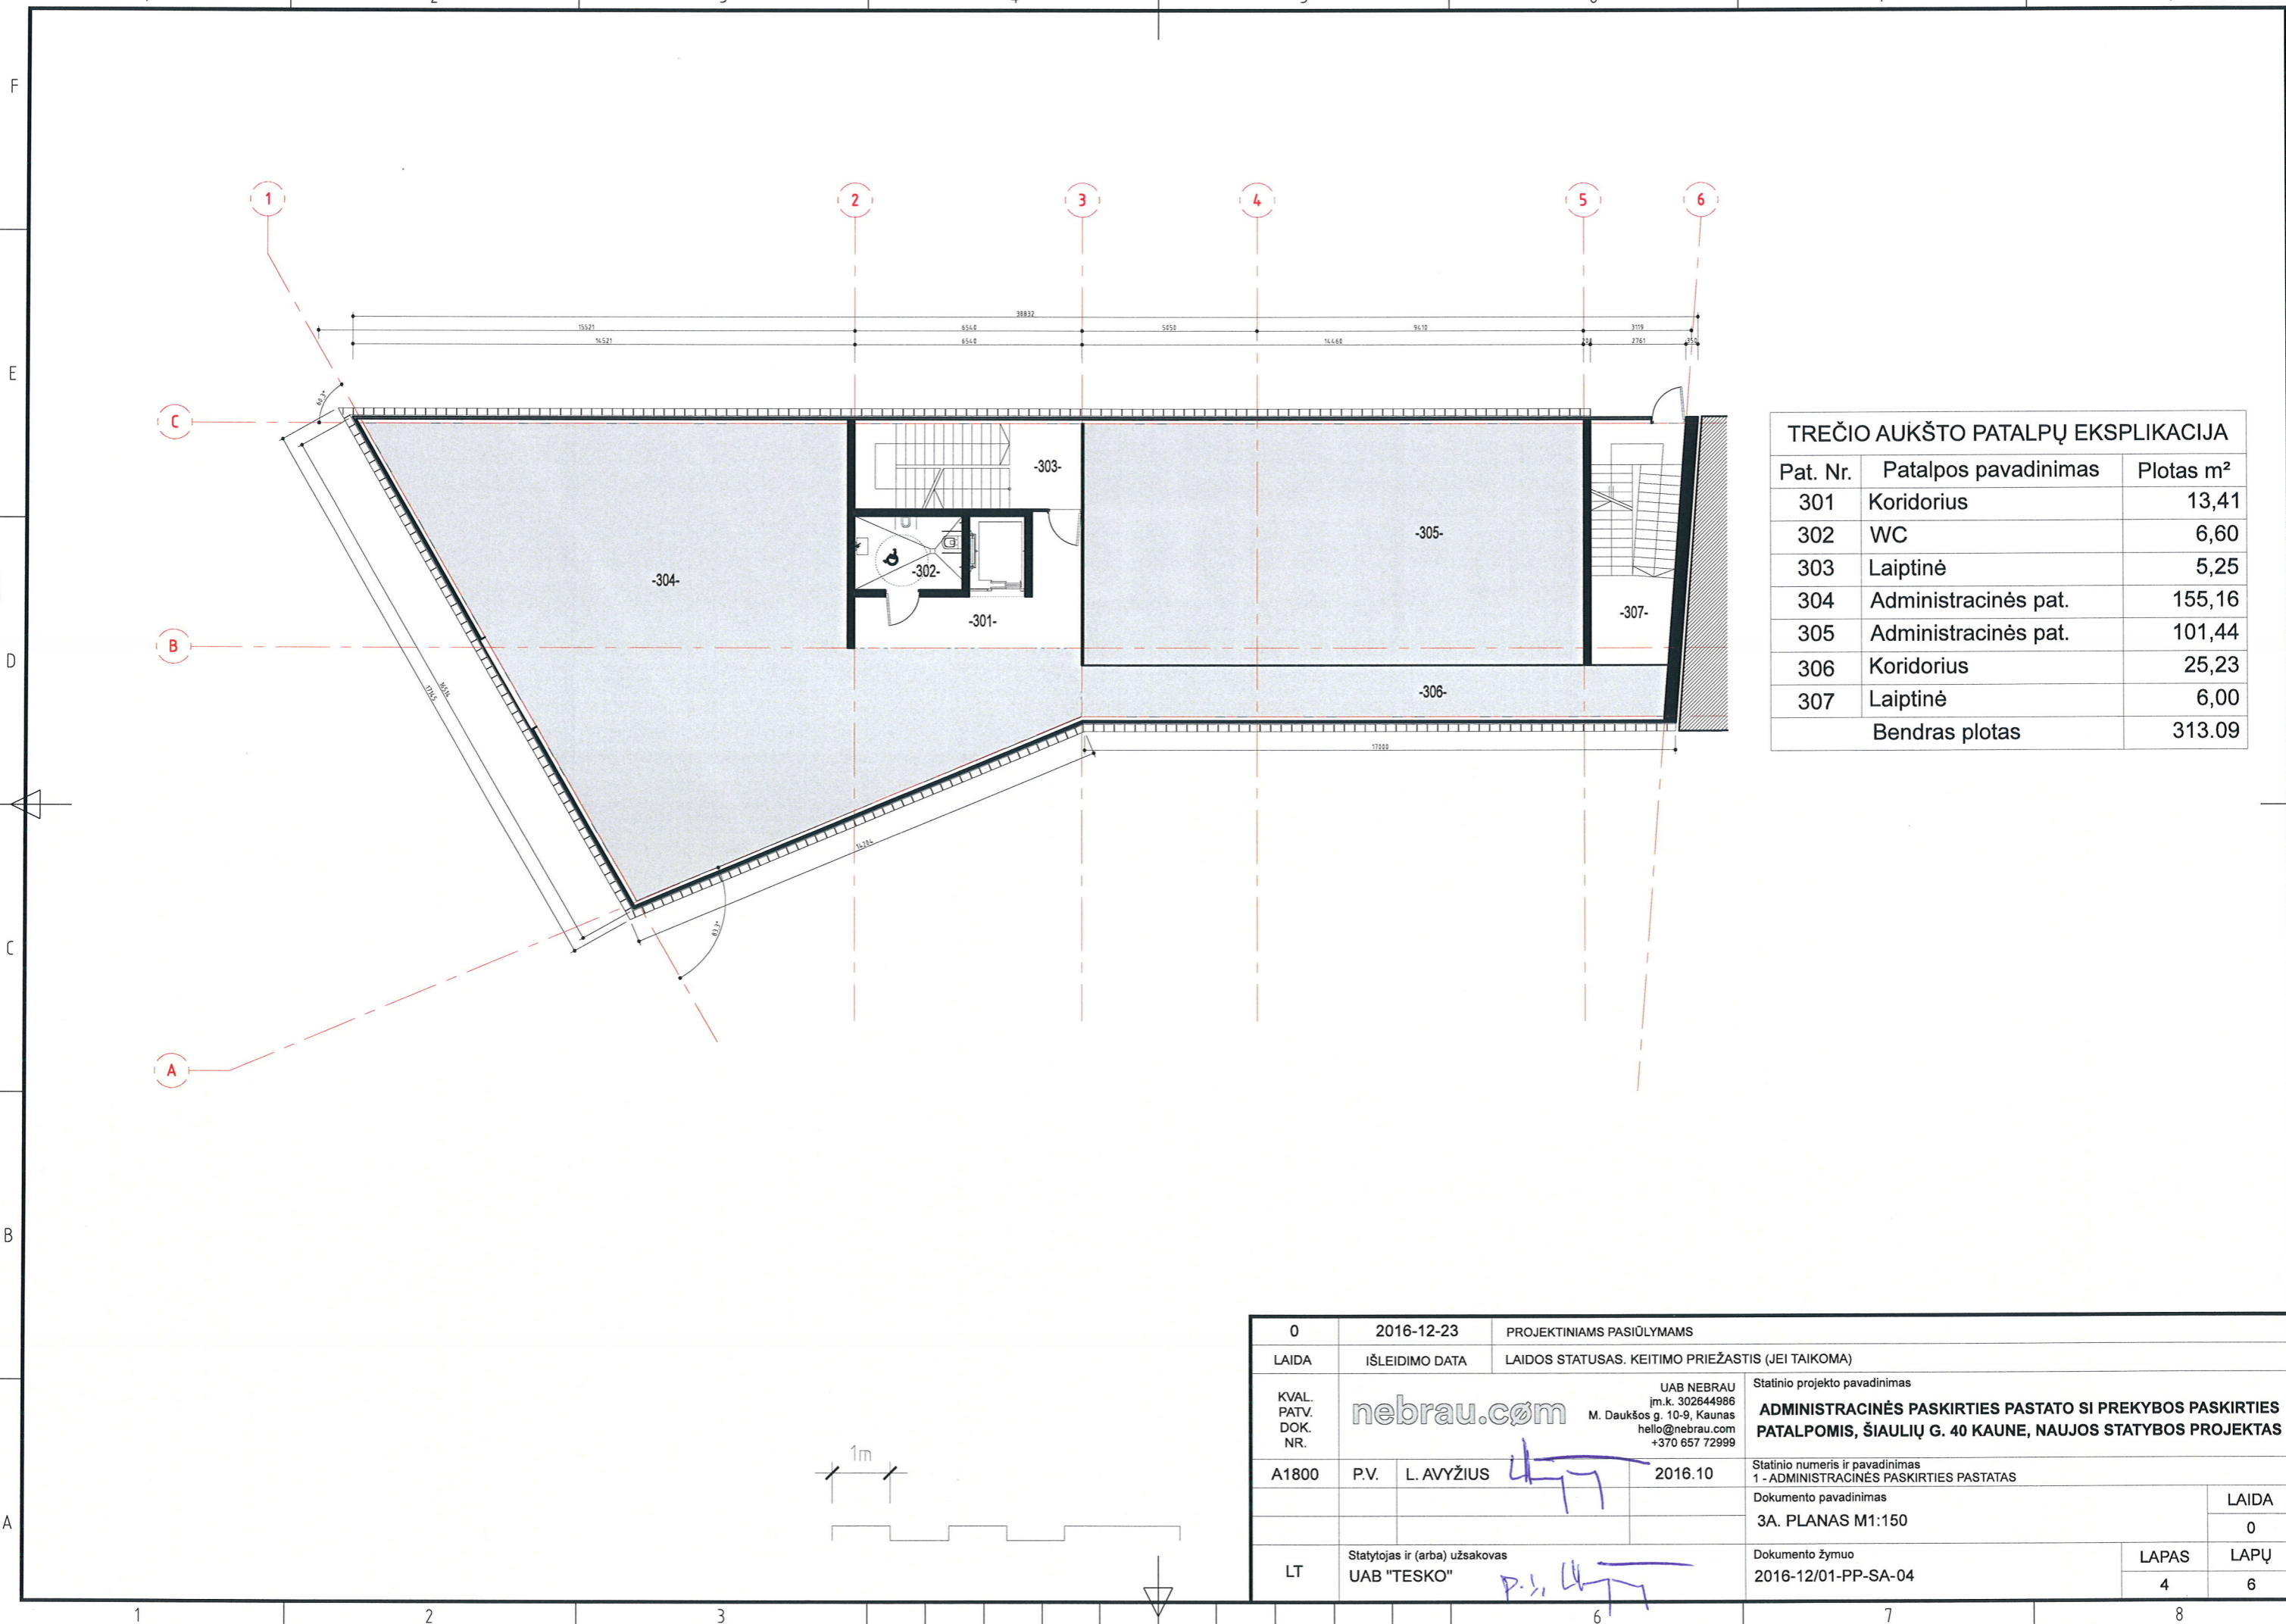 1 2 3 4 5 6
38832
15521 6540 5050 9410 3119
14521 6540 14460 2761 350
F
E
D
C
B
A
C
B
A
-303-
-305-
-304-
-302-
-301-
-307-
-306-
17000
14284
TREČIO AUKŠTO PATALPŲ EKSPLIKACIJA
Pat. Nr. Patalpos pavadinimas Plotas m²
301 Koridorius 13,41
302 WC 6,60
303 Laiptinė 5,25
304 Administracinės pat. 155,16
305 Administracinės pat. 101,44
306 Koridorius 25,23
307 Laiptinė 6,00
Bendras plotas 313.09
1m
0 2016-12-23 PROJEKTINIAMS PASIŪLYMAMS
LAIDA IŠLEIDIMO DATA LAIDOS STATUSAS. KEITIMO PRIEŽASTIS (JEI TAIKOMA)
KVAL. PATV. DOK. NR.
nebrau.cøm
UAB NEBRAU
įm.k. 302644986
M. Daukšos g. 10-9, Kaunas
hello@nebrau.com
+370 657 72999
Statinio projekto pavadinimas
ADMINISTRACINĖS PASKIRTIES PASTATO SI PREKYBOS PASKIRTIES
PATALPOMIS, ŠIAULIŲ G. 40 KAUNE, NAUJOS STATYBOS PROJEKTAS
A1800 P.V. L. AVYŽIUS 2016.10
Statinio numeris ir pavadinimas
1 - ADMINISTRACINĖS PASKIRTIES PASTATAS
Dokumento pavadinimas
3A. PLANAS M1:150
LAIDA
0
LT
Statytojas ir (arba) užsakovas
UAB "TESKO"
Dokumento žymuo
2016-12/01-PP-SA-04
LAPAS LAPŲ
4 6
1 2 3 6 7 8